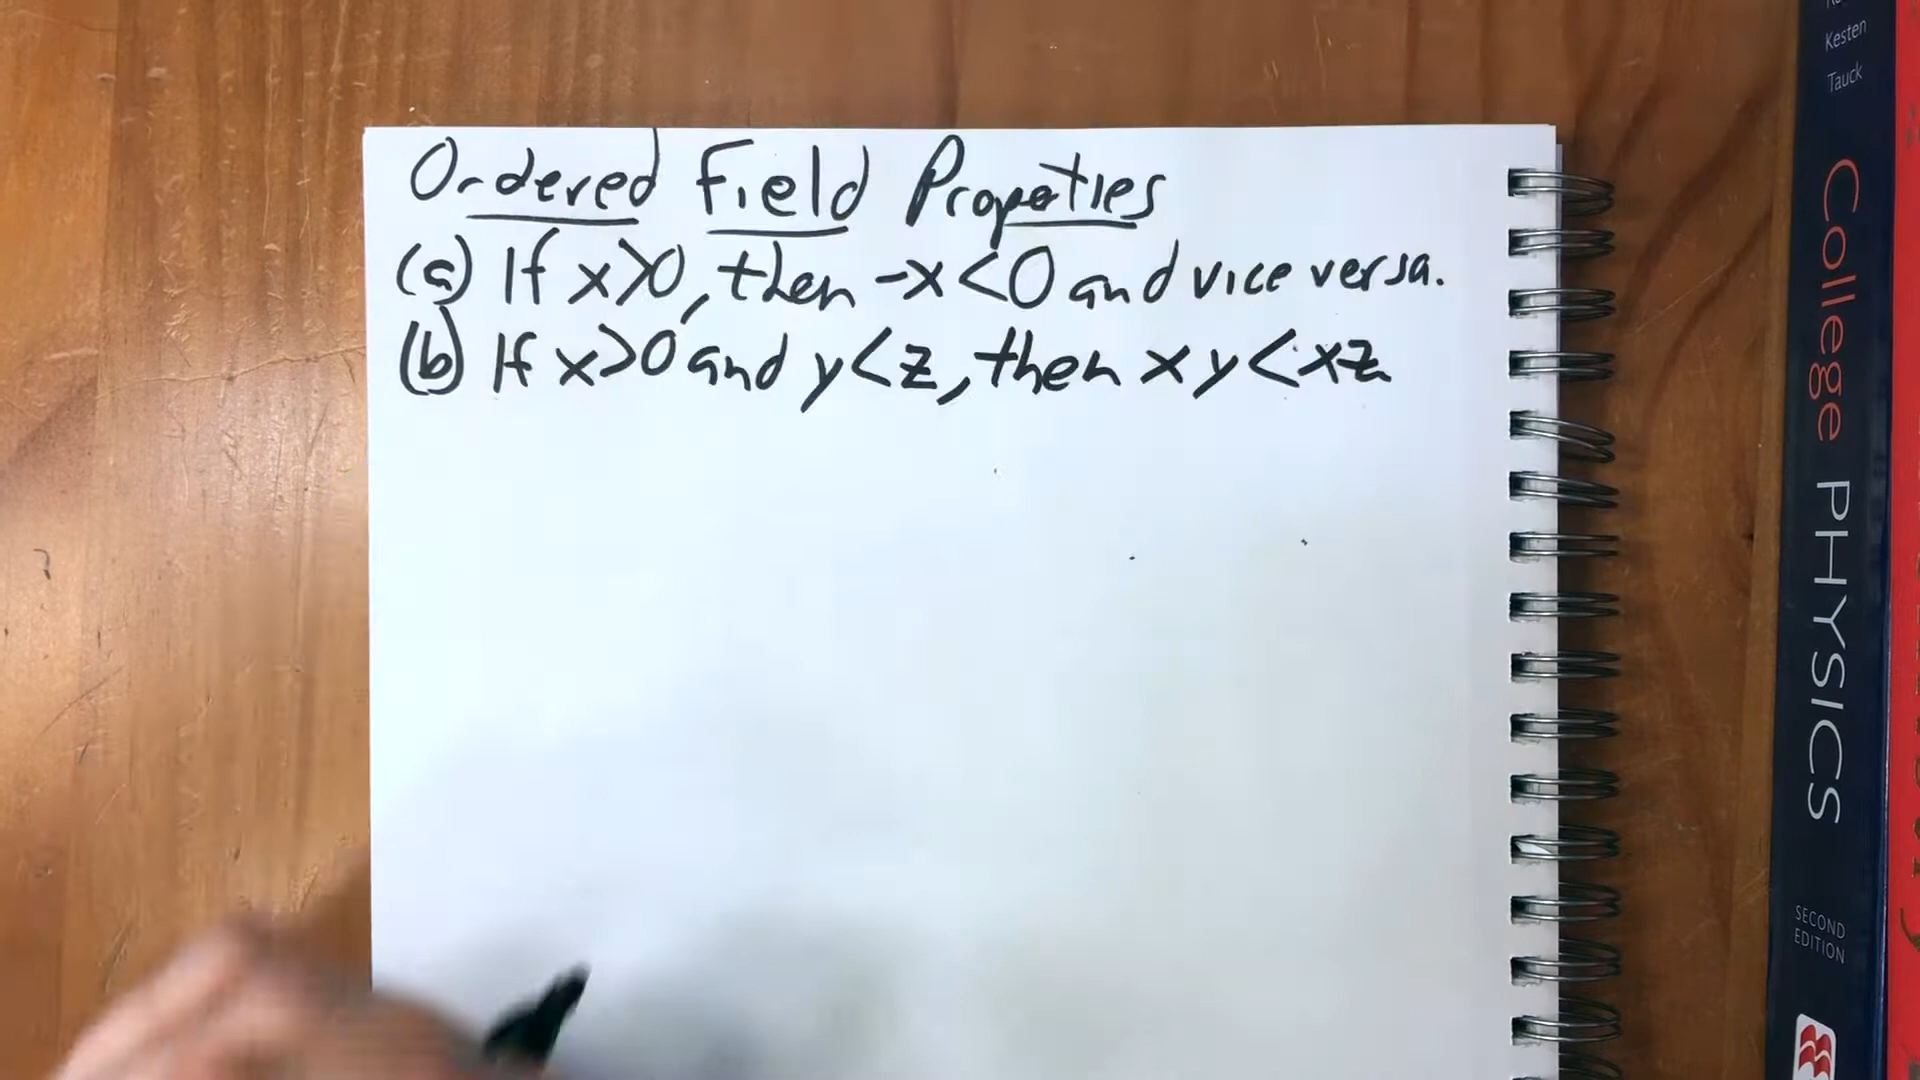 Ordered Field Properties
(a) If x>0, then -x<0 and vice versa.
(b) If x>0 and y<z, then xy<xz
Kesten
Tauck
College PHYSICS
SECOND
EDITION